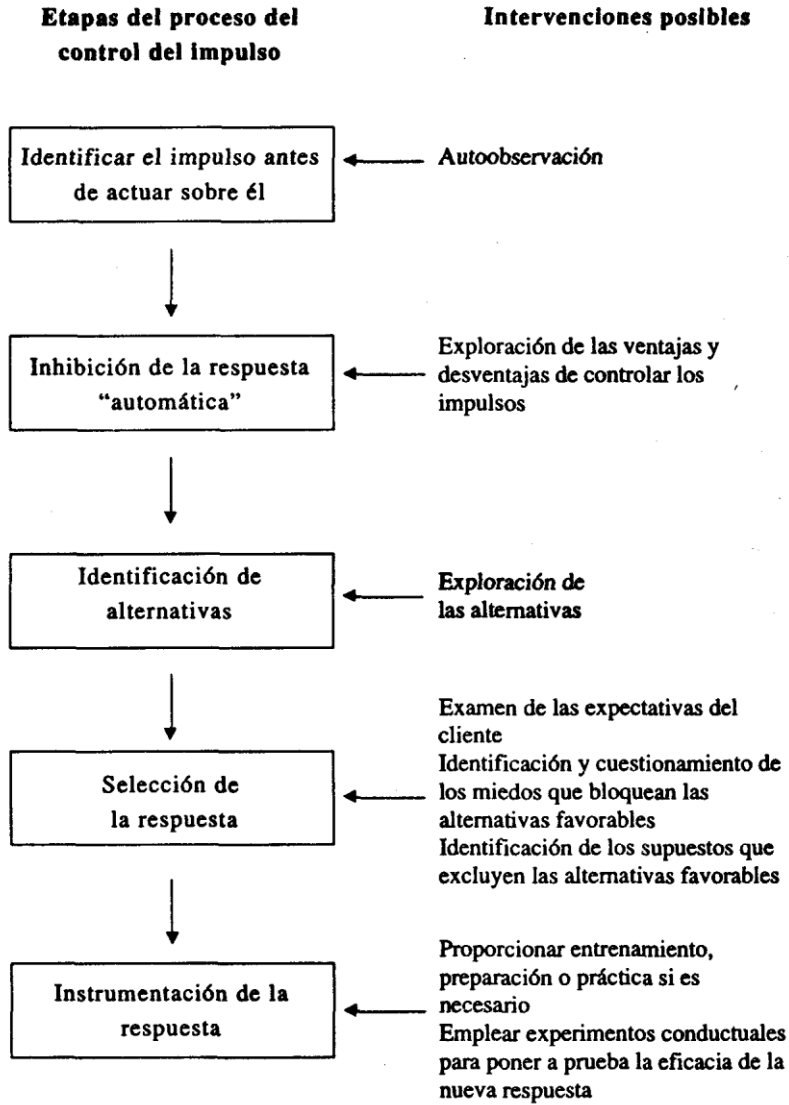 Etapas del proceso del
control del impulso
Intervenciones posibles
Identificar el impulso antes
de actuar sobre él
Autoobservación
Inhibición de la respuesta
“automática”
Exploración de las ventajas y
desventajas de controlar los
impulsos
Identificación de
alternativas
Exploración de
las alternativas
Selección de
la respuesta
Examen de las expectativas del
cliente
Identificación y cuestionamiento de
los miedos que bloquean las
alternativas favorables
Identificación de los supuestos que
excluyen las alternativas favorables
Instrumentación de la
respuesta
Proporcionar entrenamiento,
preparación o práctica si es
necesario
Emplear experimentos conductuales
para poner a prueba la eficacia de la
nueva respuesta